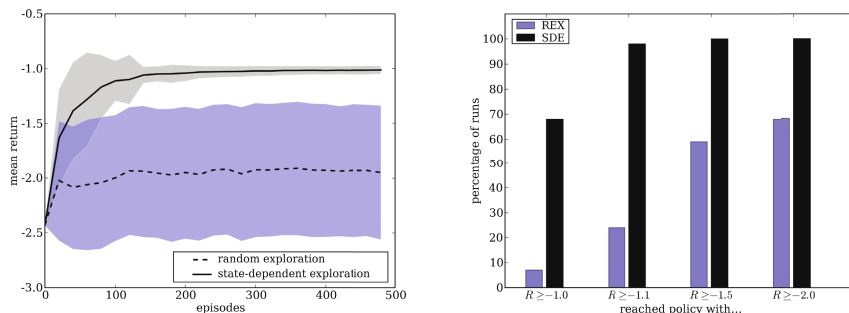 -0.5
-1.0
-1.5
-2.0
-2.5
-3.0
mean return
0 100 200 300 400 500
episodes
random exploration
state-dependent exploration
100
90
80
70
60
50
40
30
20
10
0
percentage of runs
REX
SDE
R ≥−1.0 R ≥−1.1 R ≥−1.5 R ≥−2.0
reached policy with...